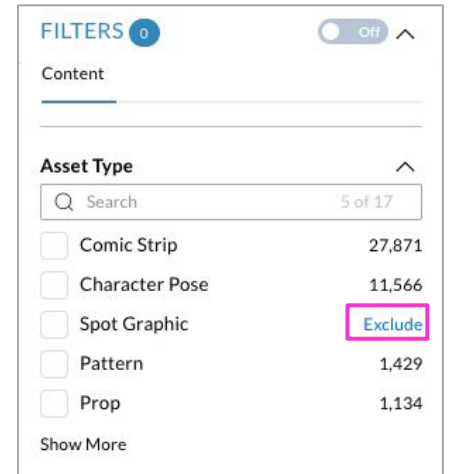 FILTERS 0 Off
Content
Asset Type
Search 5 of 17
Comic Strip 27,871
Character Pose 11,566
Spot Graphic Exclude
Pattern 1,429
Prop 1,134
Show More